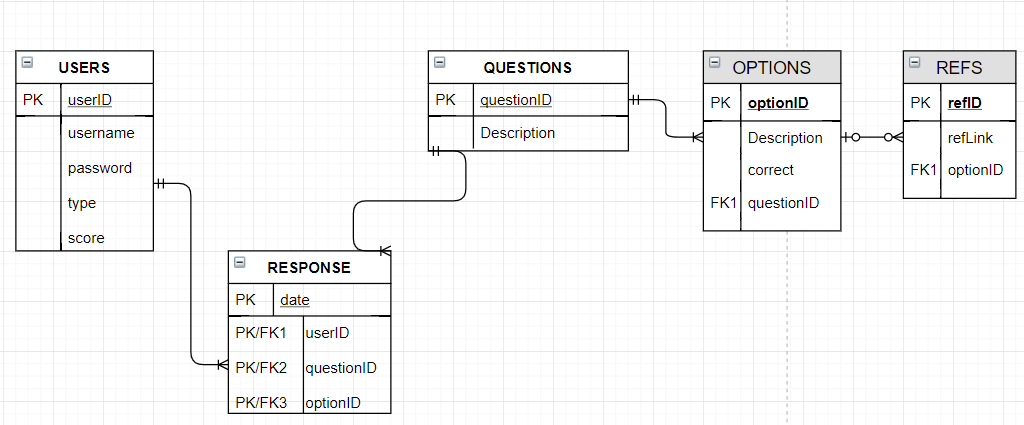 USERS
PK userID
username
password
type
score
QUESTIONS
PK questionID
Description
OPTIONS
PK optionID
Description
correct
FK1 questionID
REFS
PK refID
refLink
FK1 optionID
RESPONSE
PK date
PK/FK1 userID
PK/FK2 questionID
PK/FK3 optionID